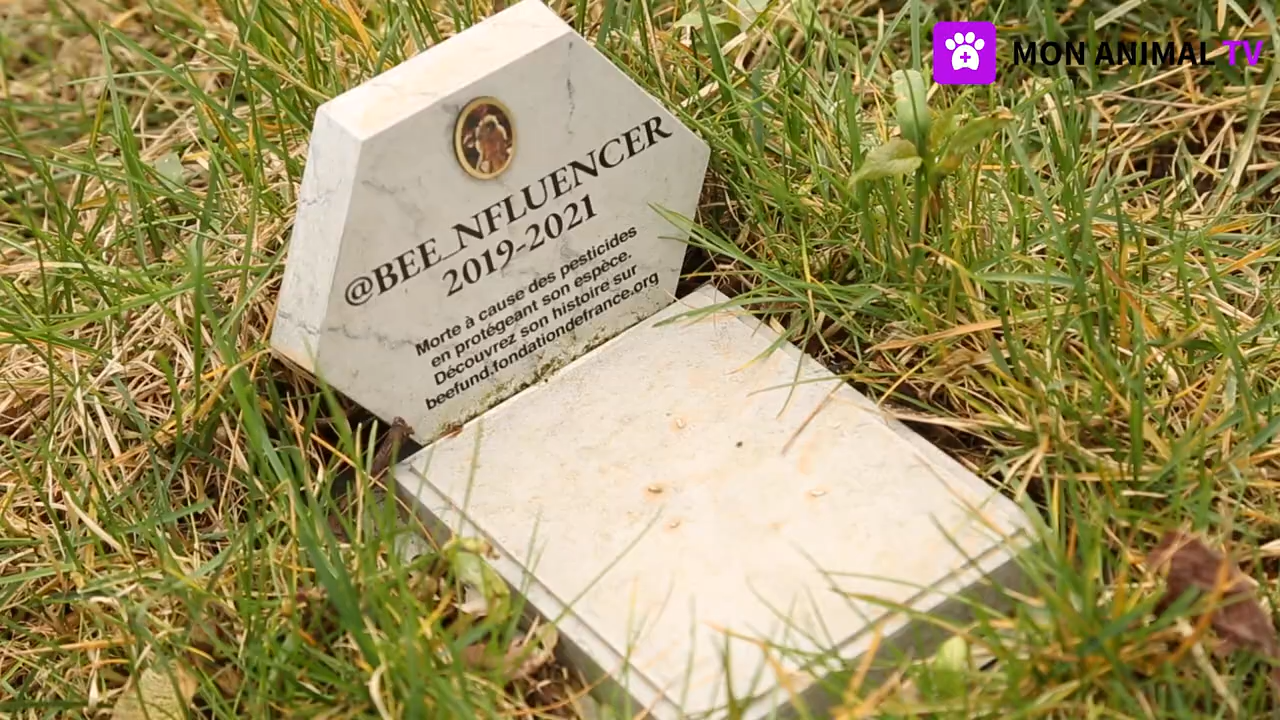 MON ANIMAL TV
@BEE_NFLUENCER
2019-2021
Morte à cause des pesticides
en protégeant son espèce.
Découvrez son histoire sur
beefund.fondationdefrance.org